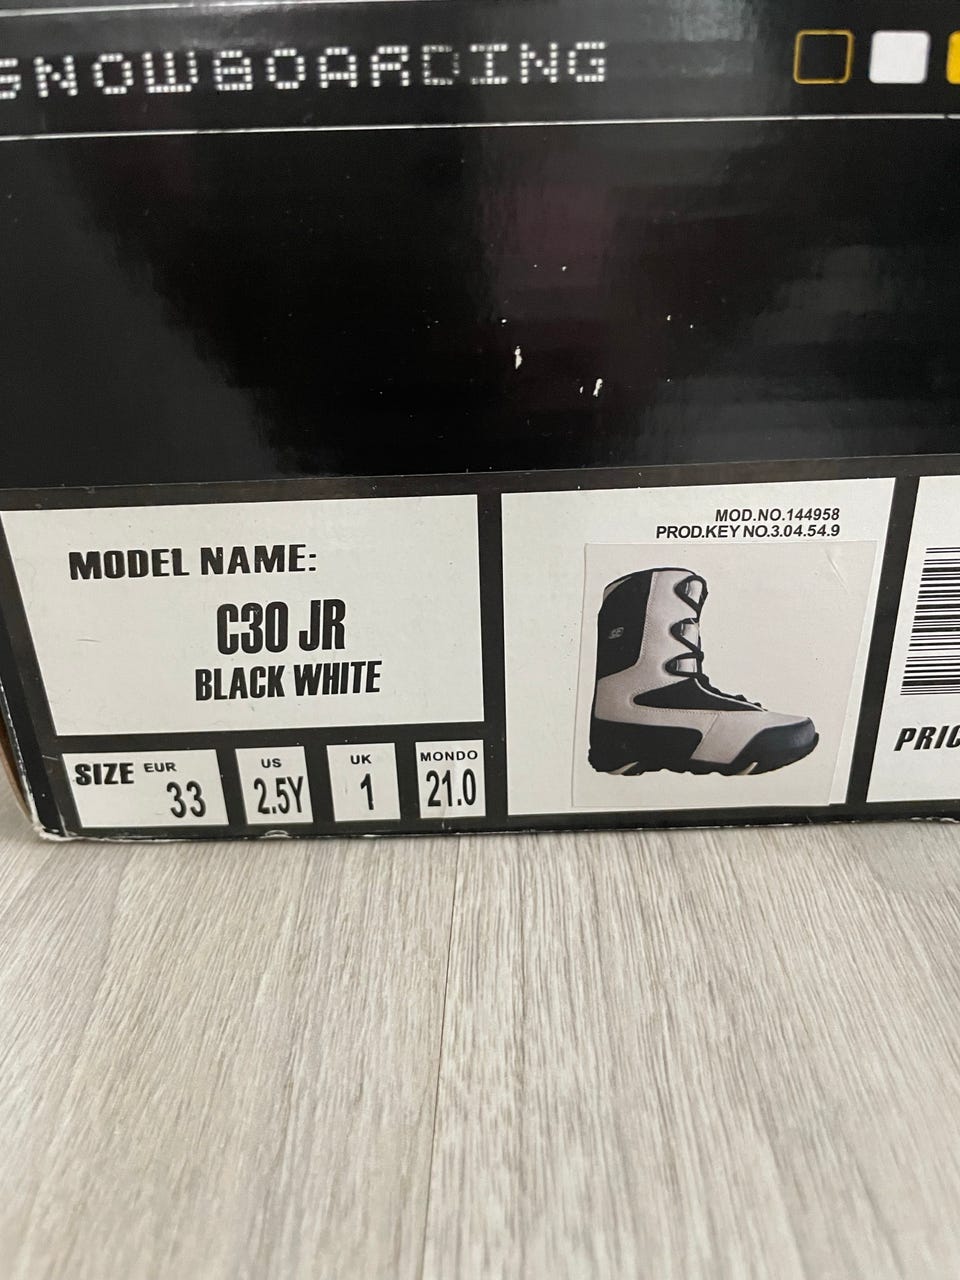 SNOWBOARDING
MODEL NAME:
C30 JR
BLACK WHITE
SIZE EUR 33
US 2.5Y
UK 1
MONDO 21.0
MOD.NO.144958
PROD.KEY NO.3.04.54.9
PRIC